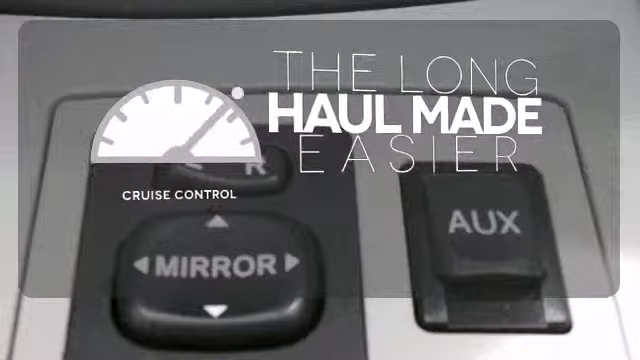 THE LONG
HAUL MADE
EASIER
R
CRUISE CONTROL
AUX
MIRROR